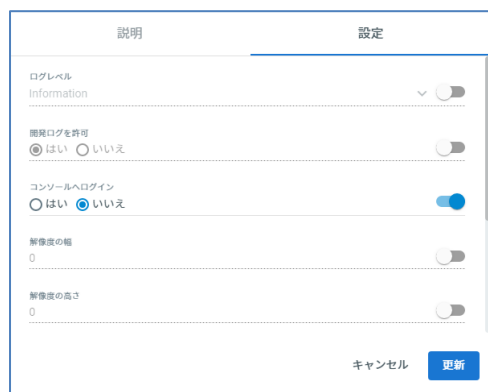 説明 設定
ログレベル
Information
開発ログを許可
はい いいえ
コンソールへログイン
はい いいえ
解像度の幅
0
解像度の高さ
0
キャンセル 更新